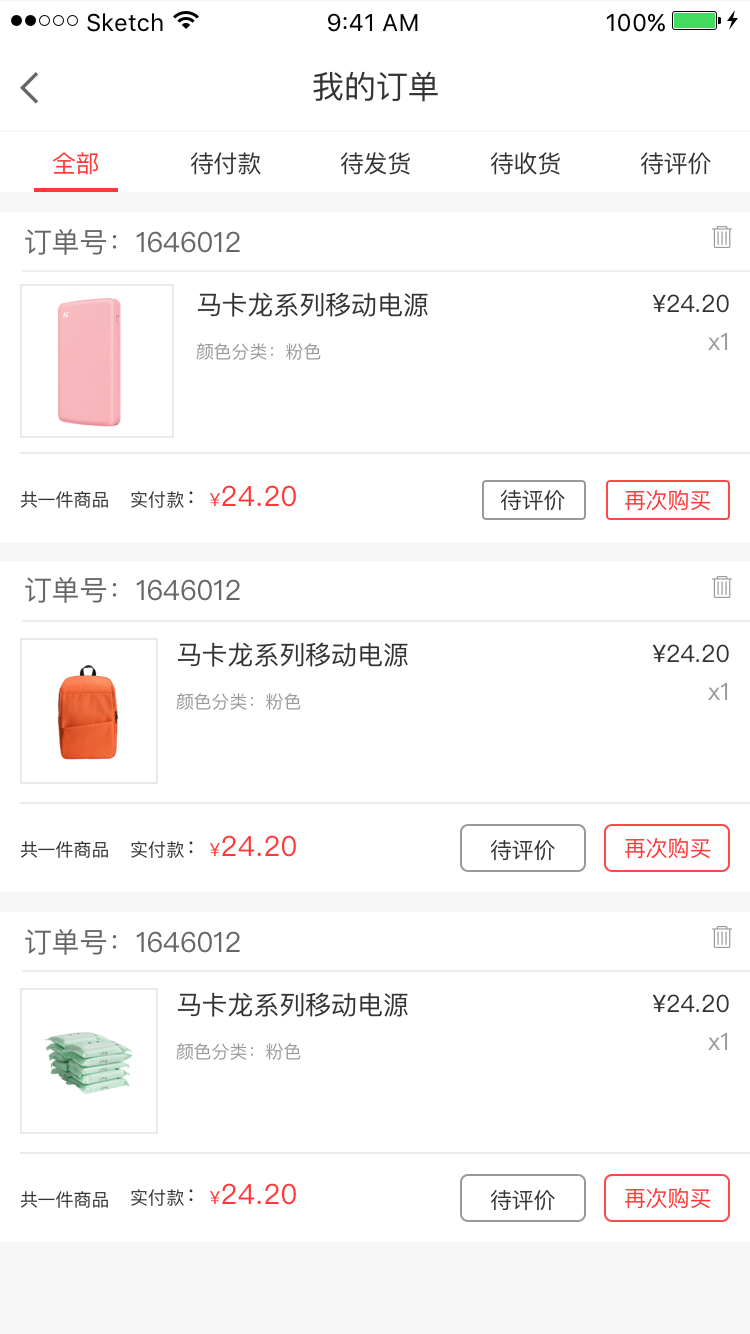 Sketch 9:41 AM 100%
我的订单
全部 待付款 待发货 待收货 待评价
订单号：1646012
马卡龙系列移动电源 ¥24.20
颜色分类：粉色 x1
共一件商品 实付款：¥24.20 待评价 再次购买
订单号：1646012
马卡龙系列移动电源 ¥24.20
颜色分类：粉色 x1
共一件商品 实付款：¥24.20 待评价 再次购买
订单号：1646012
马卡龙系列移动电源 ¥24.20
颜色分类：粉色 x1
共一件商品 实付款：¥24.20 待评价 再次购买